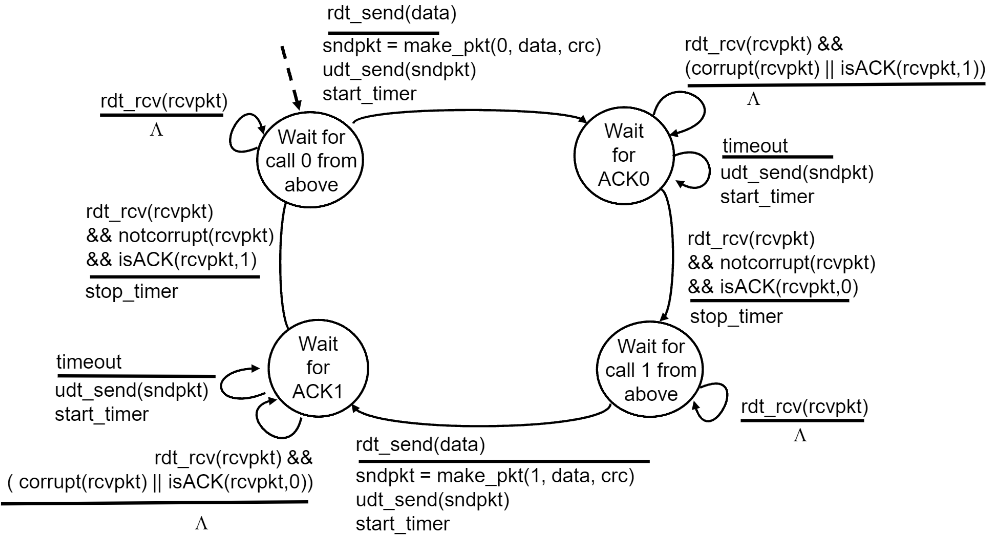 rdt_send(data)
sndpkt = make_pkt(0, data, crc)
udt_send(sndpkt)
start_timer
rdt_rcv(rcvpkt) &&
(corrupt(rcvpkt) || isACK(rcvpkt,1))
Λ
rdt_rcv(rcvpkt)
Λ
Wait for
call 0 from
above
Wait
for
ACK0
timeout
udt_send(sndpkt)
start_timer
rdt_rcv(rcvpkt)
&& notcorrupt(rcvpkt)
&& isACK(rcvpkt,1)
stop_timer
rdt_rcv(rcvpkt)
&& notcorrupt(rcvpkt)
&& isACK(rcvpkt,0)
stop_timer
timeout
udt_send(sndpkt)
start_timer
Wait
for
ACK1
Wait for
call 1 from
above
rdt_rcv(rcvpkt)
Λ
rdt_rcv(rcvpkt) &&
( corrupt(rcvpkt) || isACK(rcvpkt,0))
Λ
rdt_send(data)
sndpkt = make_pkt(1, data, crc)
udt_send(sndpkt)
start_timer